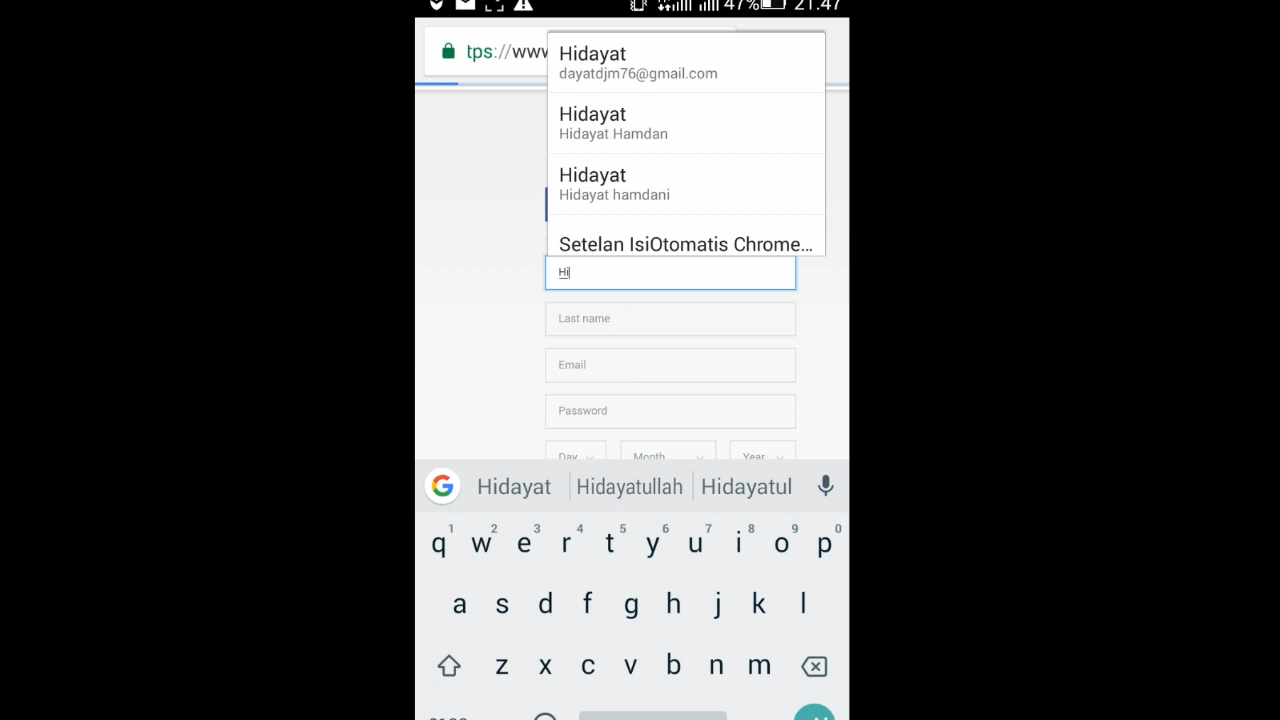 47% 21.47
tps://www
Hidayat
dayatdjm76@gmail.com
Hidayat
Hidayat Hamdan
Hidayat
Hidayat hamdani
Setelan IsiOtomatis Chrome...
Hi
Last name
Email
Password
Day Month Year
Hidayat Hidayatullah Hidayatul
1 2 3 4 5 6 7 8 9 0
q w e r t y u i o p
a s d f g h j k l
z x c v b n m